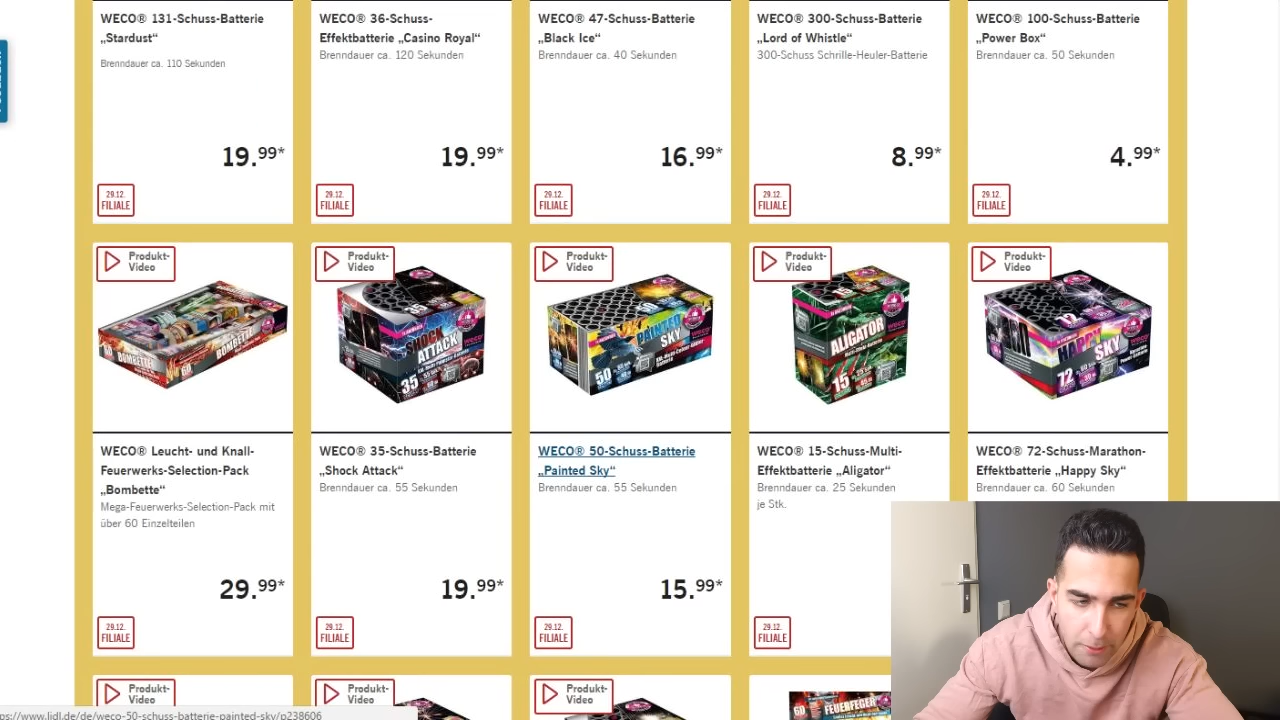 WECO® 131-Schuss-Batterie
„Stardust“
Brenndauer ca. 110 Sekunden
19.99*
29.12.
FILIALE
WECO® 36-Schuss-
Effektbatterie „Casino Royal“
Brenndauer ca. 120 Sekunden
19.99*
29.12.
FILIALE
WECO® 47-Schuss-Batterie
„Black Ice“
Brenndauer ca. 40 Sekunden
16.99*
29.12.
FILIALE
WECO® 300-Schuss-Batterie
„Lord of Whistle“
300-Schuss Schrille-Heuler-Batterie
8.99*
29.12.
FILIALE
WECO® 100-Schuss-Batterie
„Power Box“
Brenndauer ca. 50 Sekunden
4.99*
29.12.
FILIALE
Produkt-
Video
BOMBETTE
WECO® Leucht- und Knall-
Feuerwerks-Selection-Pack
„Bombette“
Mega-Feuerwerks-Selection-Pack mit
über 60 Einzelteilen
29.99*
29.12.
FILIALE
Produkt-
Video
SHOCK
ATTACK
35
WECO® 35-Schuss-Batterie
„Shock Attack“
Brenndauer ca. 55 Sekunden
19.99*
29.12.
FILIALE
Produkt-
Video
PAINTED
SKY
50
WECO® 50-Schuss-Batterie
„Painted Sky“
Brenndauer ca. 55 Sekunden
15.99*
29.12.
FILIALE
Produkt-
Video
ALIGATOR
15
WECO® 15-Schuss-Multi-
Effektbatterie „Aligator“
Brenndauer ca. 25 Sekunden
je Stk.
29.12.
FILIALE
Produkt-
Video
HAPPY
SKY
72
WECO® 72-Schuss-Marathon-
Effektbatterie „Happy Sky“
Brenndauer ca. 60 Sekunden
Produkt-
Video
Produkt-
Video
Produkt-
Video
60 FEUERFEGER
ps://www.lidl.de/de/weco-50-schuss-batterie-painted-sky/p238606